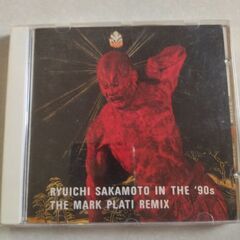 RYUICHI SAKAMOTO IN THE '90s
THE MARK PLATI REMIX